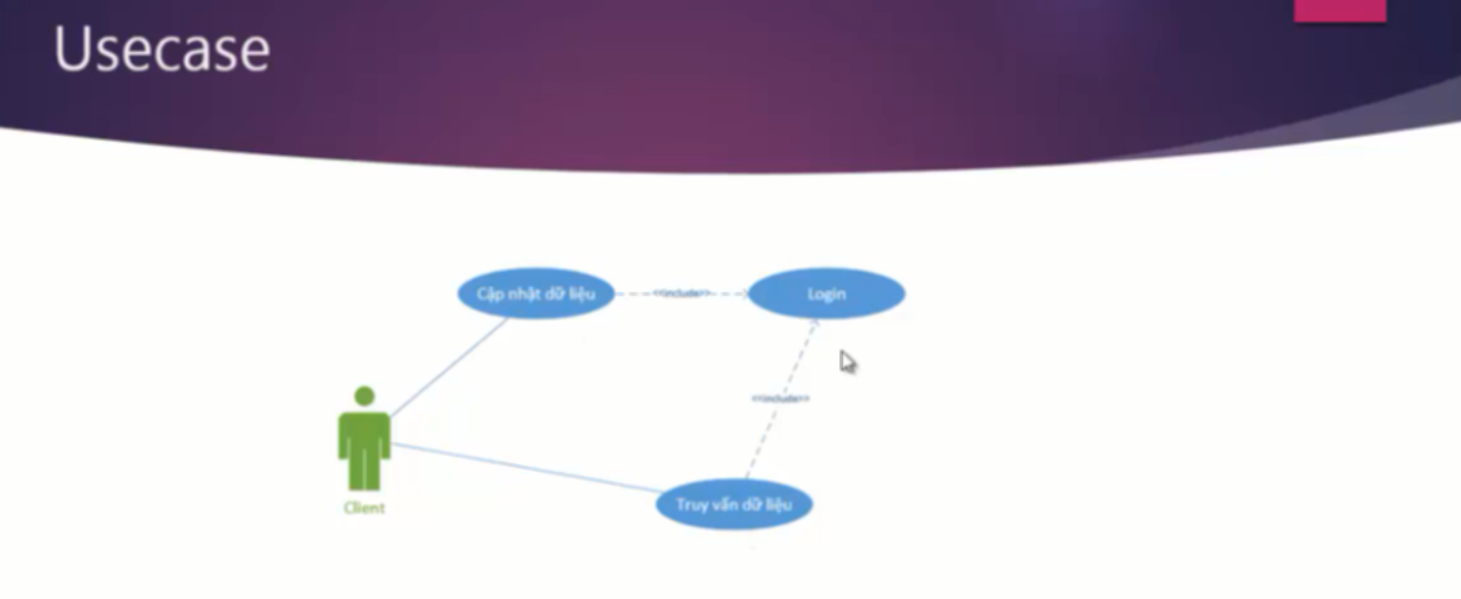 Usecase
Cập nhật dữ liệu
<<include>>
Login
<<include>>
Client
Truy vấn dữ liệu